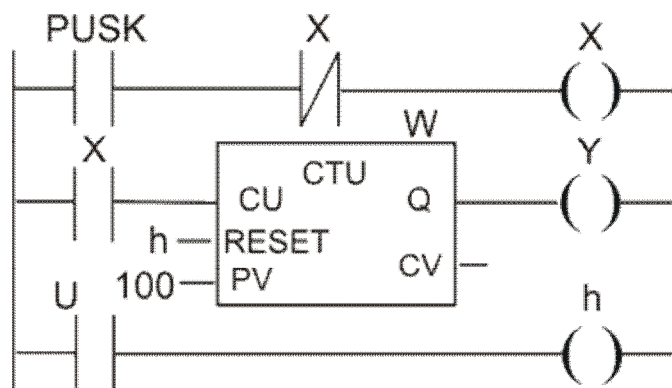 PUSK X X
W
X CTU Y
CU Q
h RESET
CV
100 PV
U h